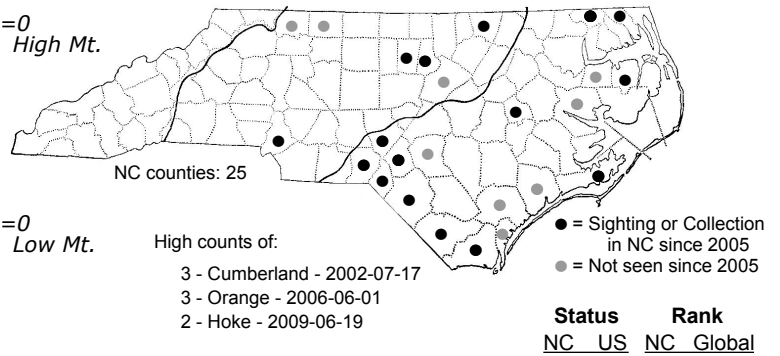 =0
High Mt.
NC counties: 25
=0
Low Mt.
High counts of:
3 - Cumberland - 2002-07-17
3 - Orange - 2006-06-01
2 - Hoke - 2009-06-19
= Sighting or Collection
in NC since 2005
= Not seen since 2005
Status Rank
NC US NC Global